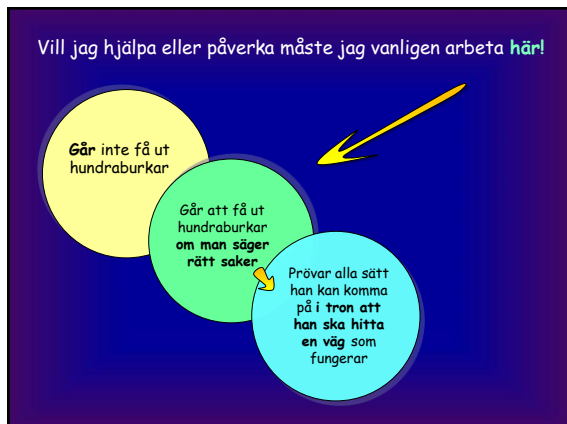 Vill jag hjälpa eller påverka måste jag vanligen arbeta här!
Går inte få ut
hundraburkar
Går att få ut
hundraburkar
om man säger
rätt saker
Prövar alla sätt
han kan komma
på i tron att
han ska hitta
en väg som
fungerar